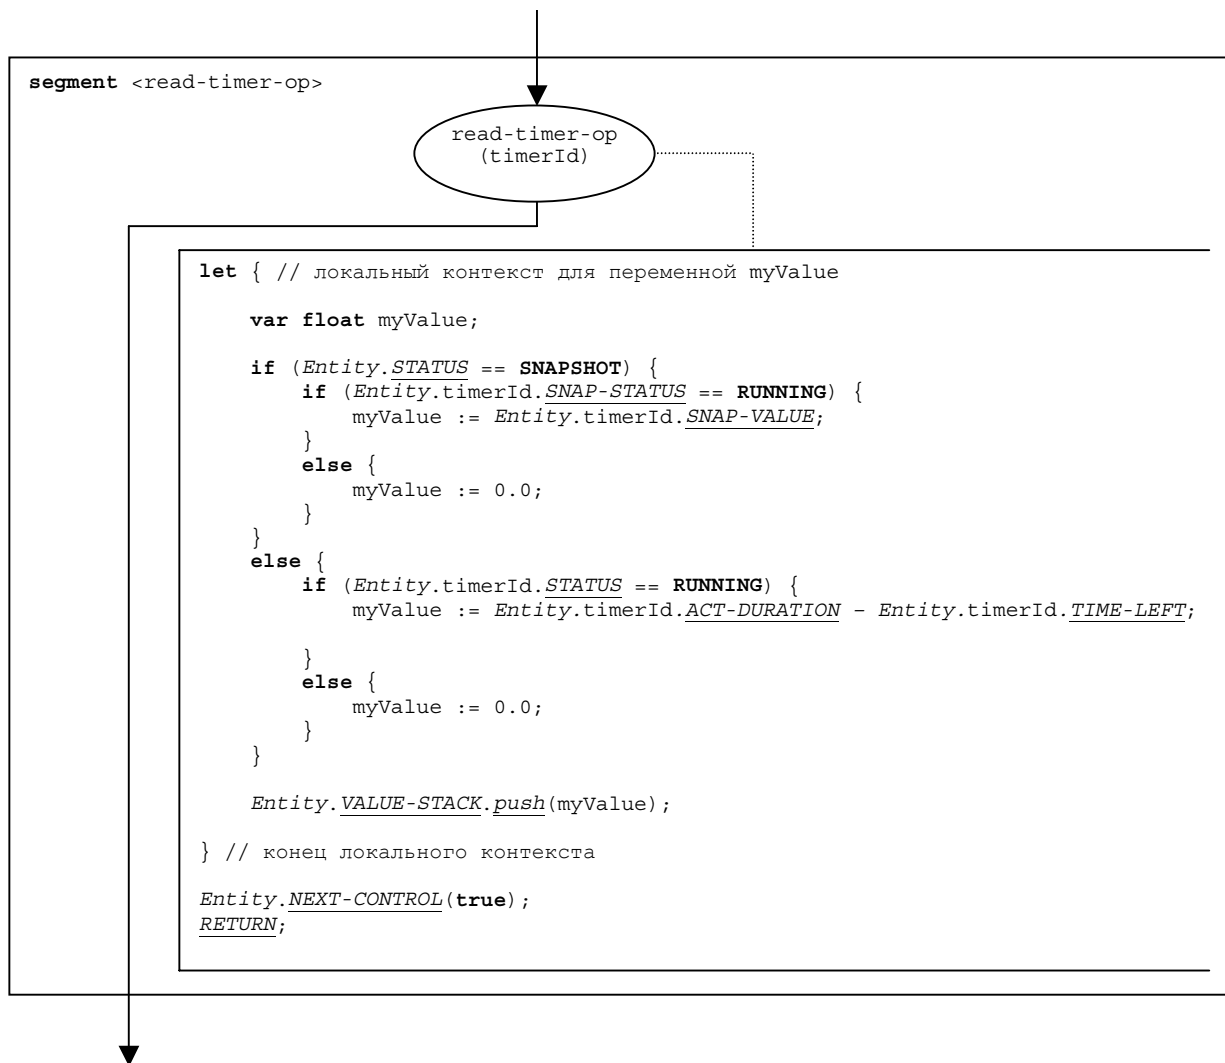 segment <read-timer-op>
read-timer-op
(timerId)
let { // локальный контекст для переменной myValue
var float myValue;
if (Entity.STATUS == SNAPSHOT) {
if (Entity.timerId.SNAP-STATUS == RUNNING) {
myValue := Entity.timerId.SNAP-VALUE;
}
else {
myValue := 0.0;
}
}
else {
if (Entity.timerId.STATUS == RUNNING) {
myValue := Entity.timerId.ACT-DURATION – Entity.timerId.TIME-LEFT;
}
else {
myValue := 0.0;
}
}
Entity.VALUE-STACK.push(myValue);
} // конец локального контекста
Entity.NEXT-CONTROL(true);
RETURN;